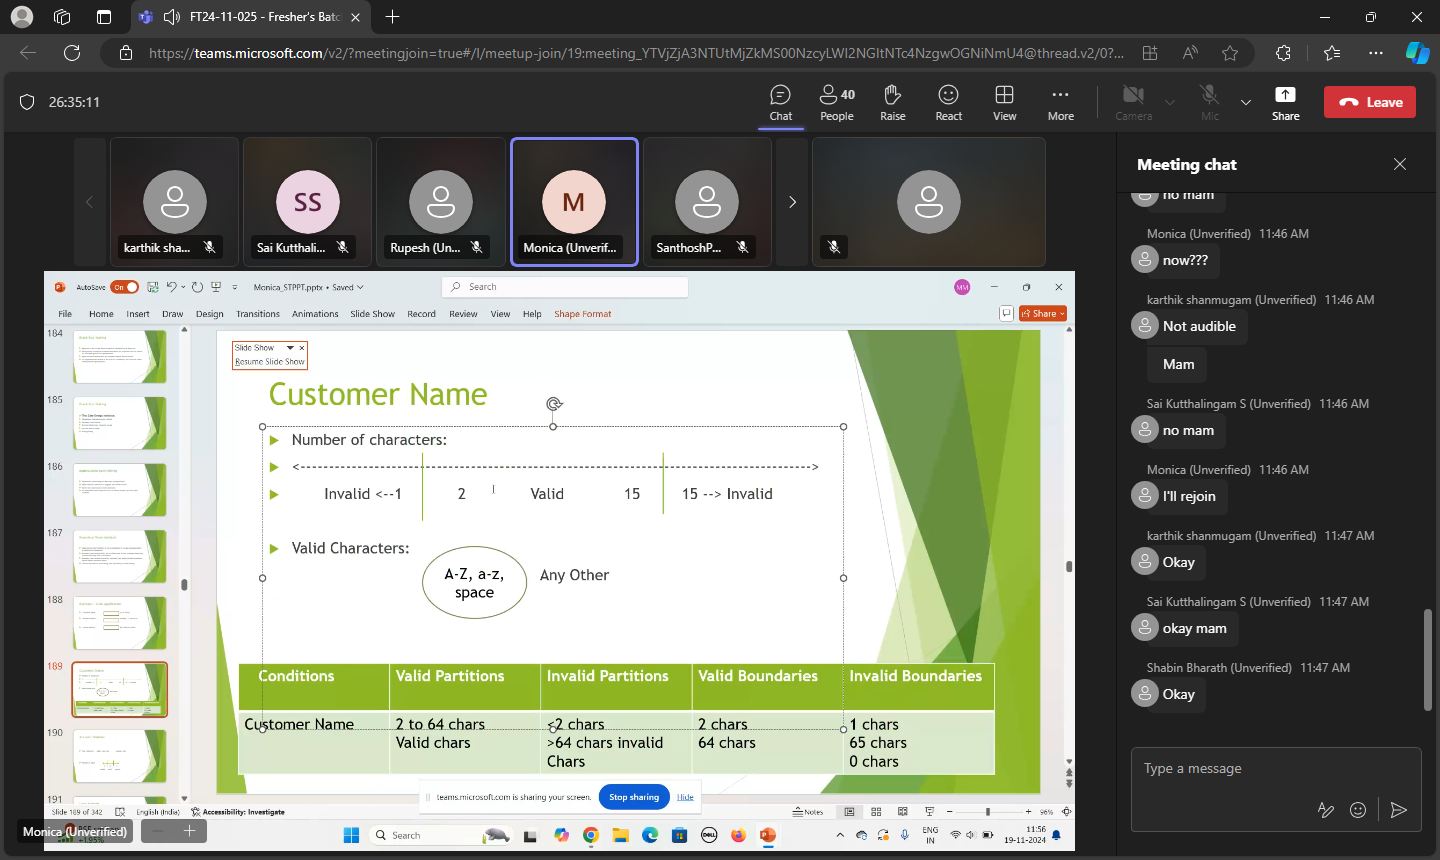 FT24-11-025 - Fresher's Batc
https://teams.microsoft.com/v2/?meetingjoin=true#/l/meetup-join/19:meeting_YTVjZjA3NTUtMjZkMS00NzcyLWI2NGItNTc4NzgwOGNiNmU4@thread.v2/0?...
26:35:11
Chat
40
People
Raise
React
View
More
Camera
Mic
Share
Leave
SS
M
karthik sha...
Sai Kutthali...
Rupesh (Un...
Monica (Unverif...
SanthoshP...
AutoSave On
Monica_STPPT.pptx • Saved
Search
MM
File Home Insert Draw Design Transitions Animations Slide Show Record Review View Help Shape Format
Share
184
185
186
187
188
189
190
191
Slide Show
Resume Slide Show
Customer Name
Number of characters:
<------------------------------------------------------------------------>
Invalid <--1 2 Valid 15 15 --> Invalid
Valid Characters:
A-Z, a-z,
space
Any Other
Conditions Valid Partitions Invalid Partitions Valid Boundaries Invalid Boundaries
Customer Name 2 to 64 chars <2 chars 2 chars 1 chars
Valid chars >64 chars invalid 64 chars 65 chars
Chars 0 chars
teams.microsoft.com is sharing your screen. Stop sharing Hide
Slide 189 of 342 English (India) Accessibility: Investigate Notes 96%
Monica (Unverified)
Search
DELL
ENG
IN
11:56
19-11-2024
Meeting chat
no mam
Monica (Unverified) 11:46 AM
now???
karthik shanmugam (Unverified) 11:46 AM
Not audible
Mam
Sai Kutthalingam S (Unverified) 11:46 AM
no mam
Monica (Unverified) 11:46 AM
I'll rejoin
karthik shanmugam (Unverified) 11:47 AM
Okay
Sai Kutthalingam S (Unverified) 11:47 AM
okay mam
Shabin Bharath (Unverified) 11:47 AM
Okay
Type a message